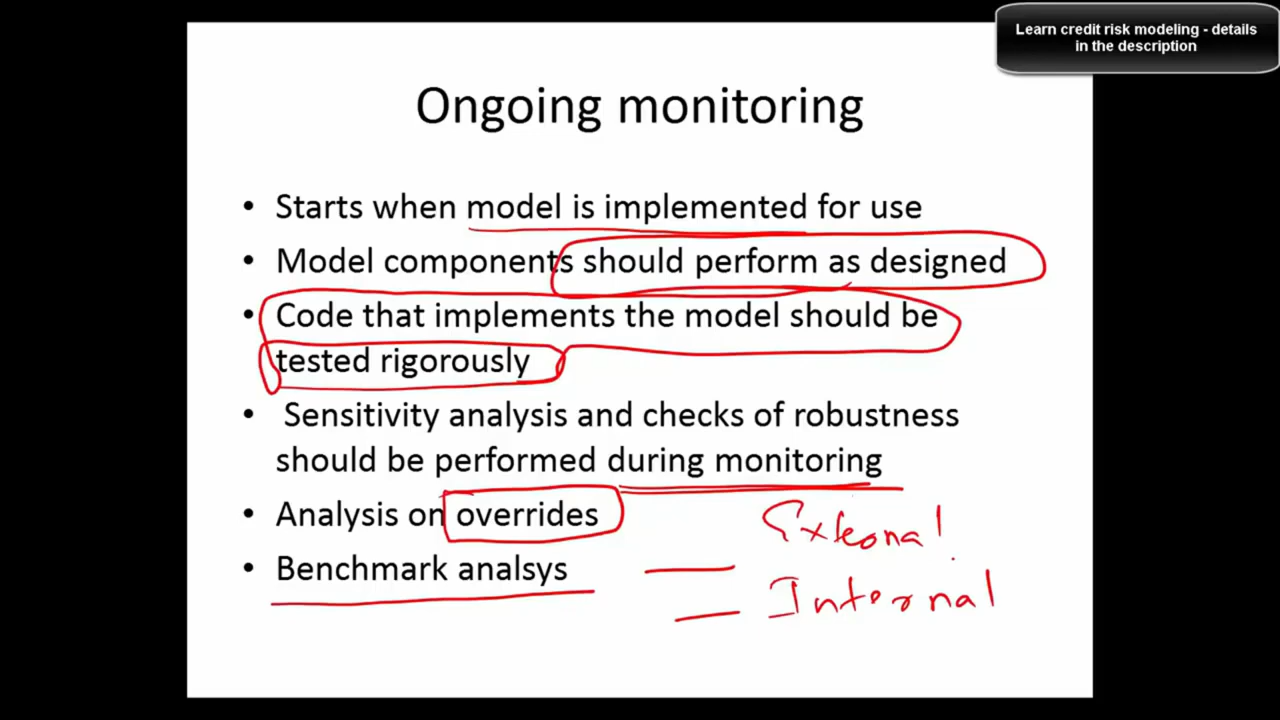 Learn credit risk modeling - details
in the description
Ongoing monitoring
• Starts when model is implemented for use
• Model components should perform as designed
• Code that implements the model should be
tested rigorously
• Sensitivity analysis and checks of robustness
should be performed during monitoring
• Analysis on overrides
External
• Benchmark analsys
Internal